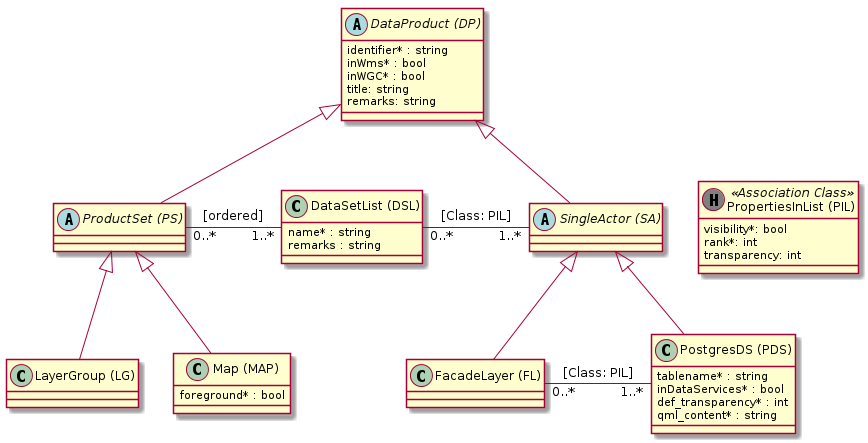 A DataProduct (DP)
identifier* : string
inWms* : bool
inWGC* : bool
title: string
remarks: string
A ProductSet (PS)
[ordered]
0..* 1..*
C DataSetList (DSL)
name* : string
remarks : string
[Class: PIL]
0..* 1..*
A SingleActor (SA)
H «Association Class»
PropertiesInList (PIL)
visibility*: bool
rank*: int
transparency: int
C LayerGroup (LG)
C Map (MAP)
foreground* : bool
C FacadeLayer (FL)
[Class: PIL]
0..* 1..*
C PostgresDS (PDS)
tablename* : string
inDataServices* : bool
def_transparency* : int
qml_content* : string